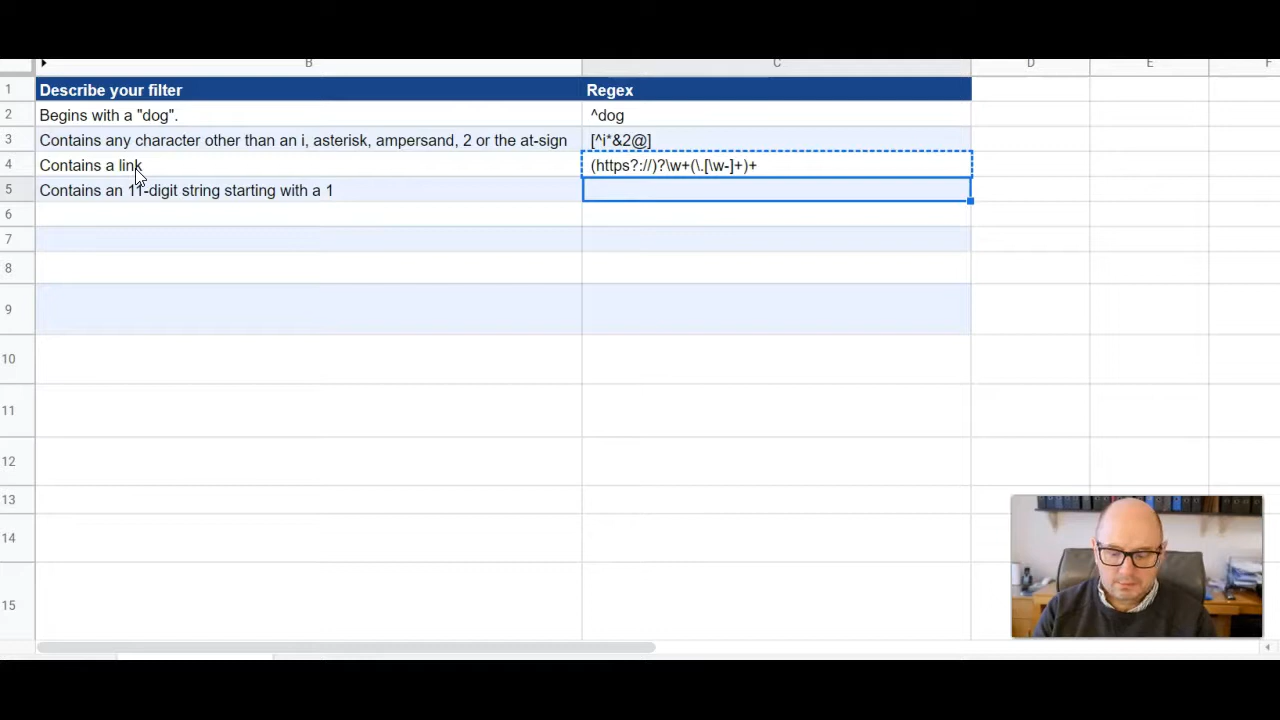 B C D E F
1 Describe your filter Regex
2 Begins with a "dog". ^dog
3 Contains any character other than an i, asterisk, ampersand, 2 or the at-sign [^i*&2@]
4 Contains a link (https?://)?\w+(\.[\w-]+)+
5 Contains an 11-digit string starting with a 1
6
7
8
9
10
11
12
13
14
15